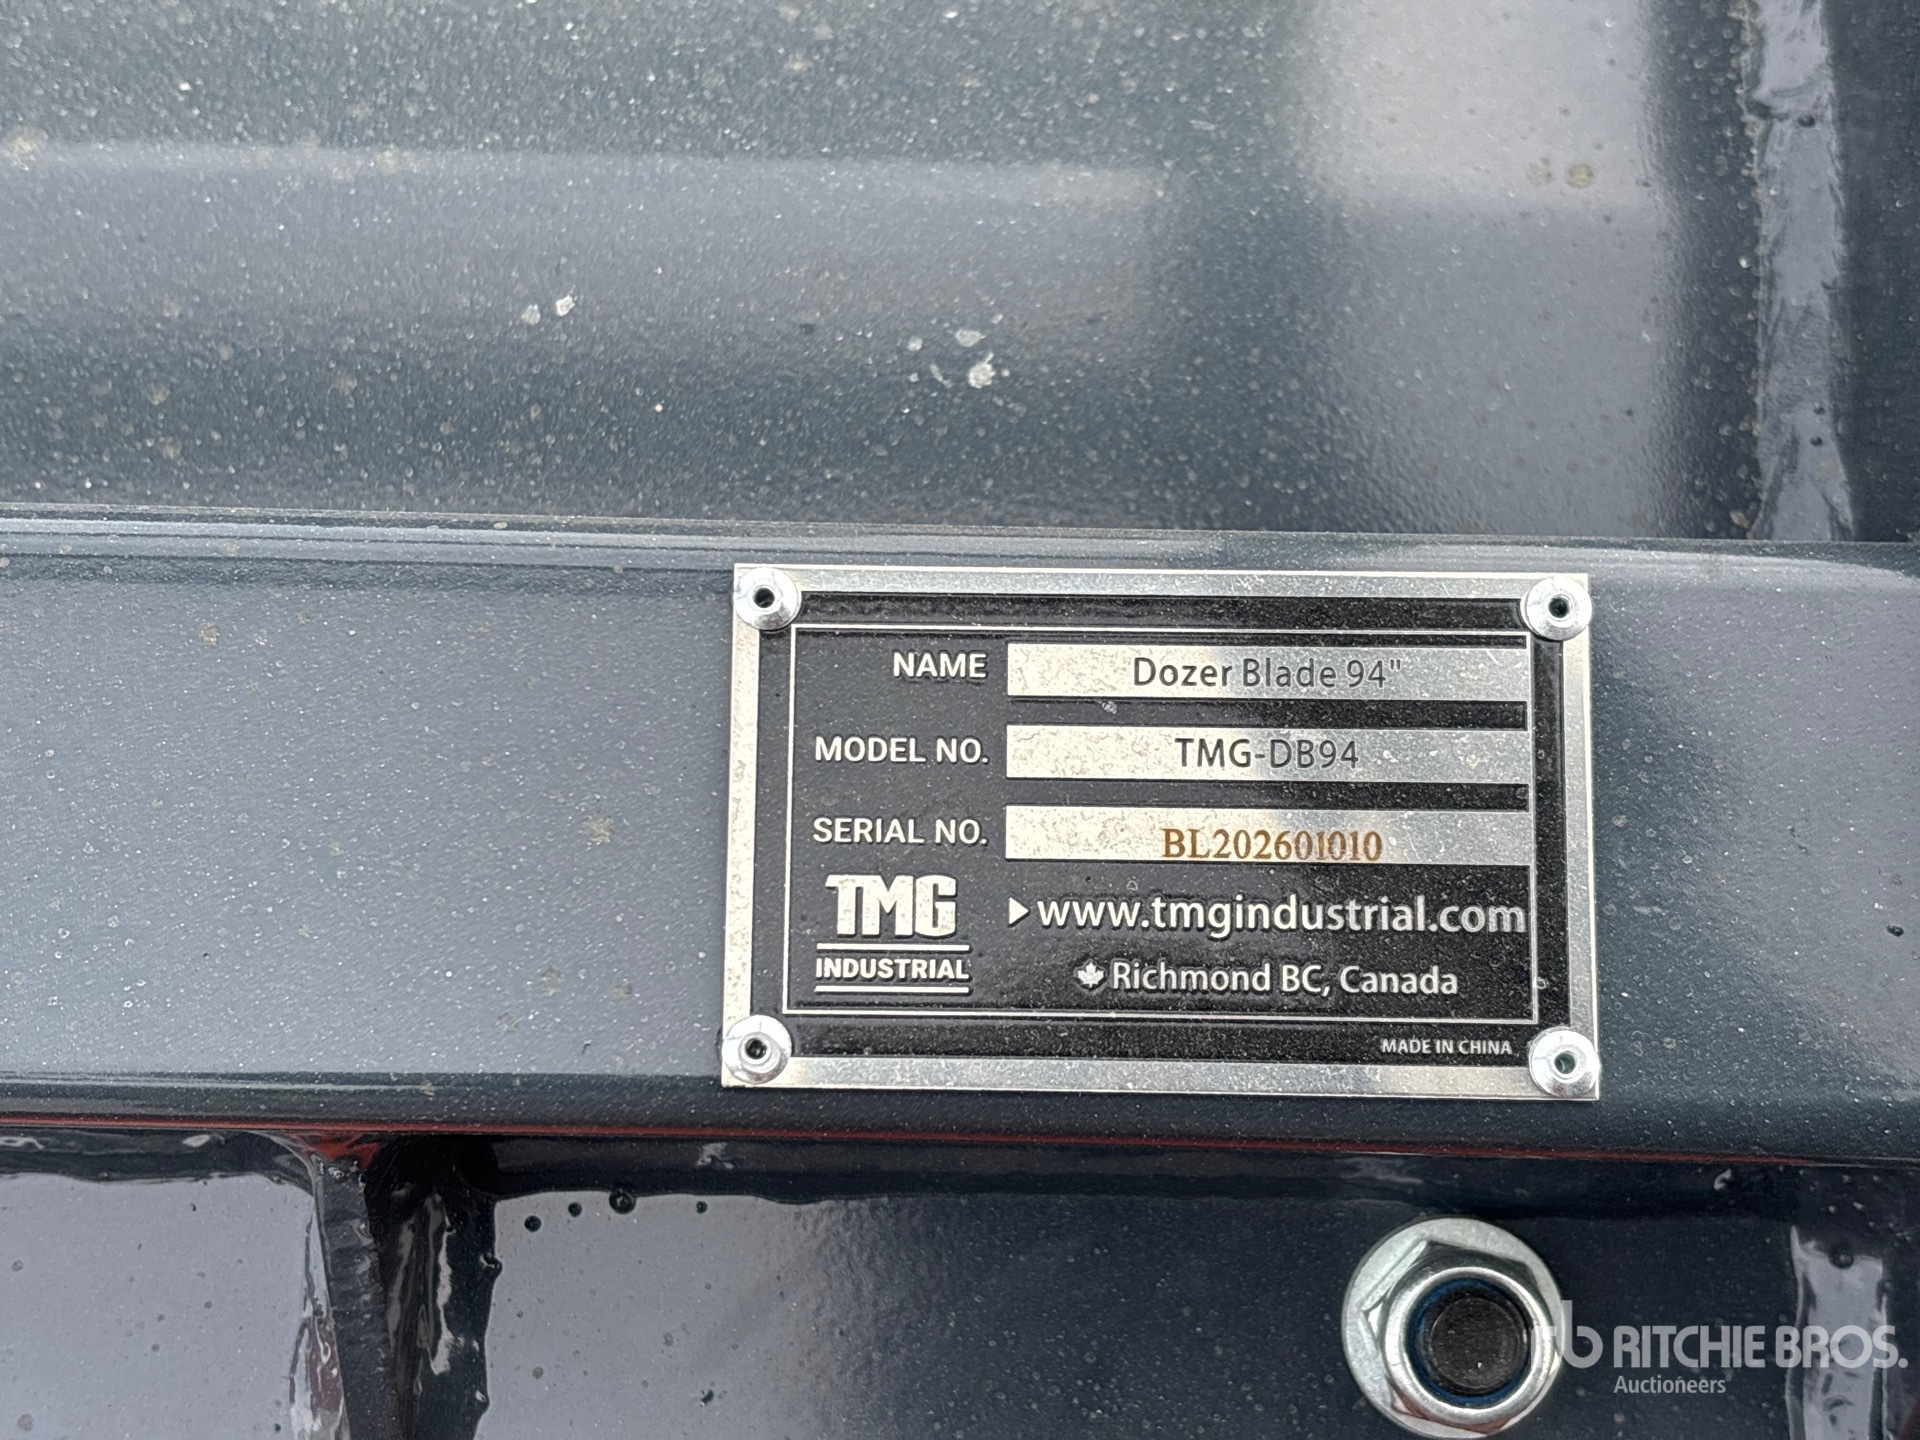 NAME Dozer Blade 94"
MODEL NO. TMG-DB94
SERIAL NO. BL202601010
TMG
INDUSTRIAL
www.tmgindustrial.com
Richmond BC, Canada
MADE IN CHINA
rb RITCHIE BROS.
Auctioneers